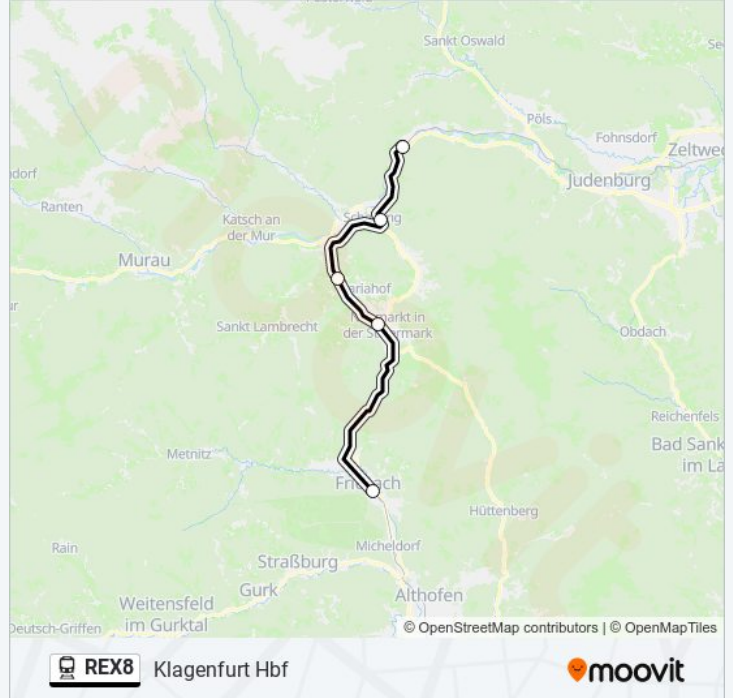 Sankt Oswald
Pöls
Fohnsdorf
Zeltweg
Judenburg
dorf
Ranten
Katsch an
der Mur
Murau
ariahof
Sankt Lambrecht
markt in
der Steiermark
Obdach
Reichenfels
Bad Sank
im La
Metnitz
Friesach
Hüttenberg
Micheldorf
Rain
Straßburg
Gurk
Althofen
Weitensfeld
im Gurktal
Deutsch-Griffen
© OpenStreetMap contributors | © OpenMapTiles
REX8 Klagenfurt Hbf
moovit